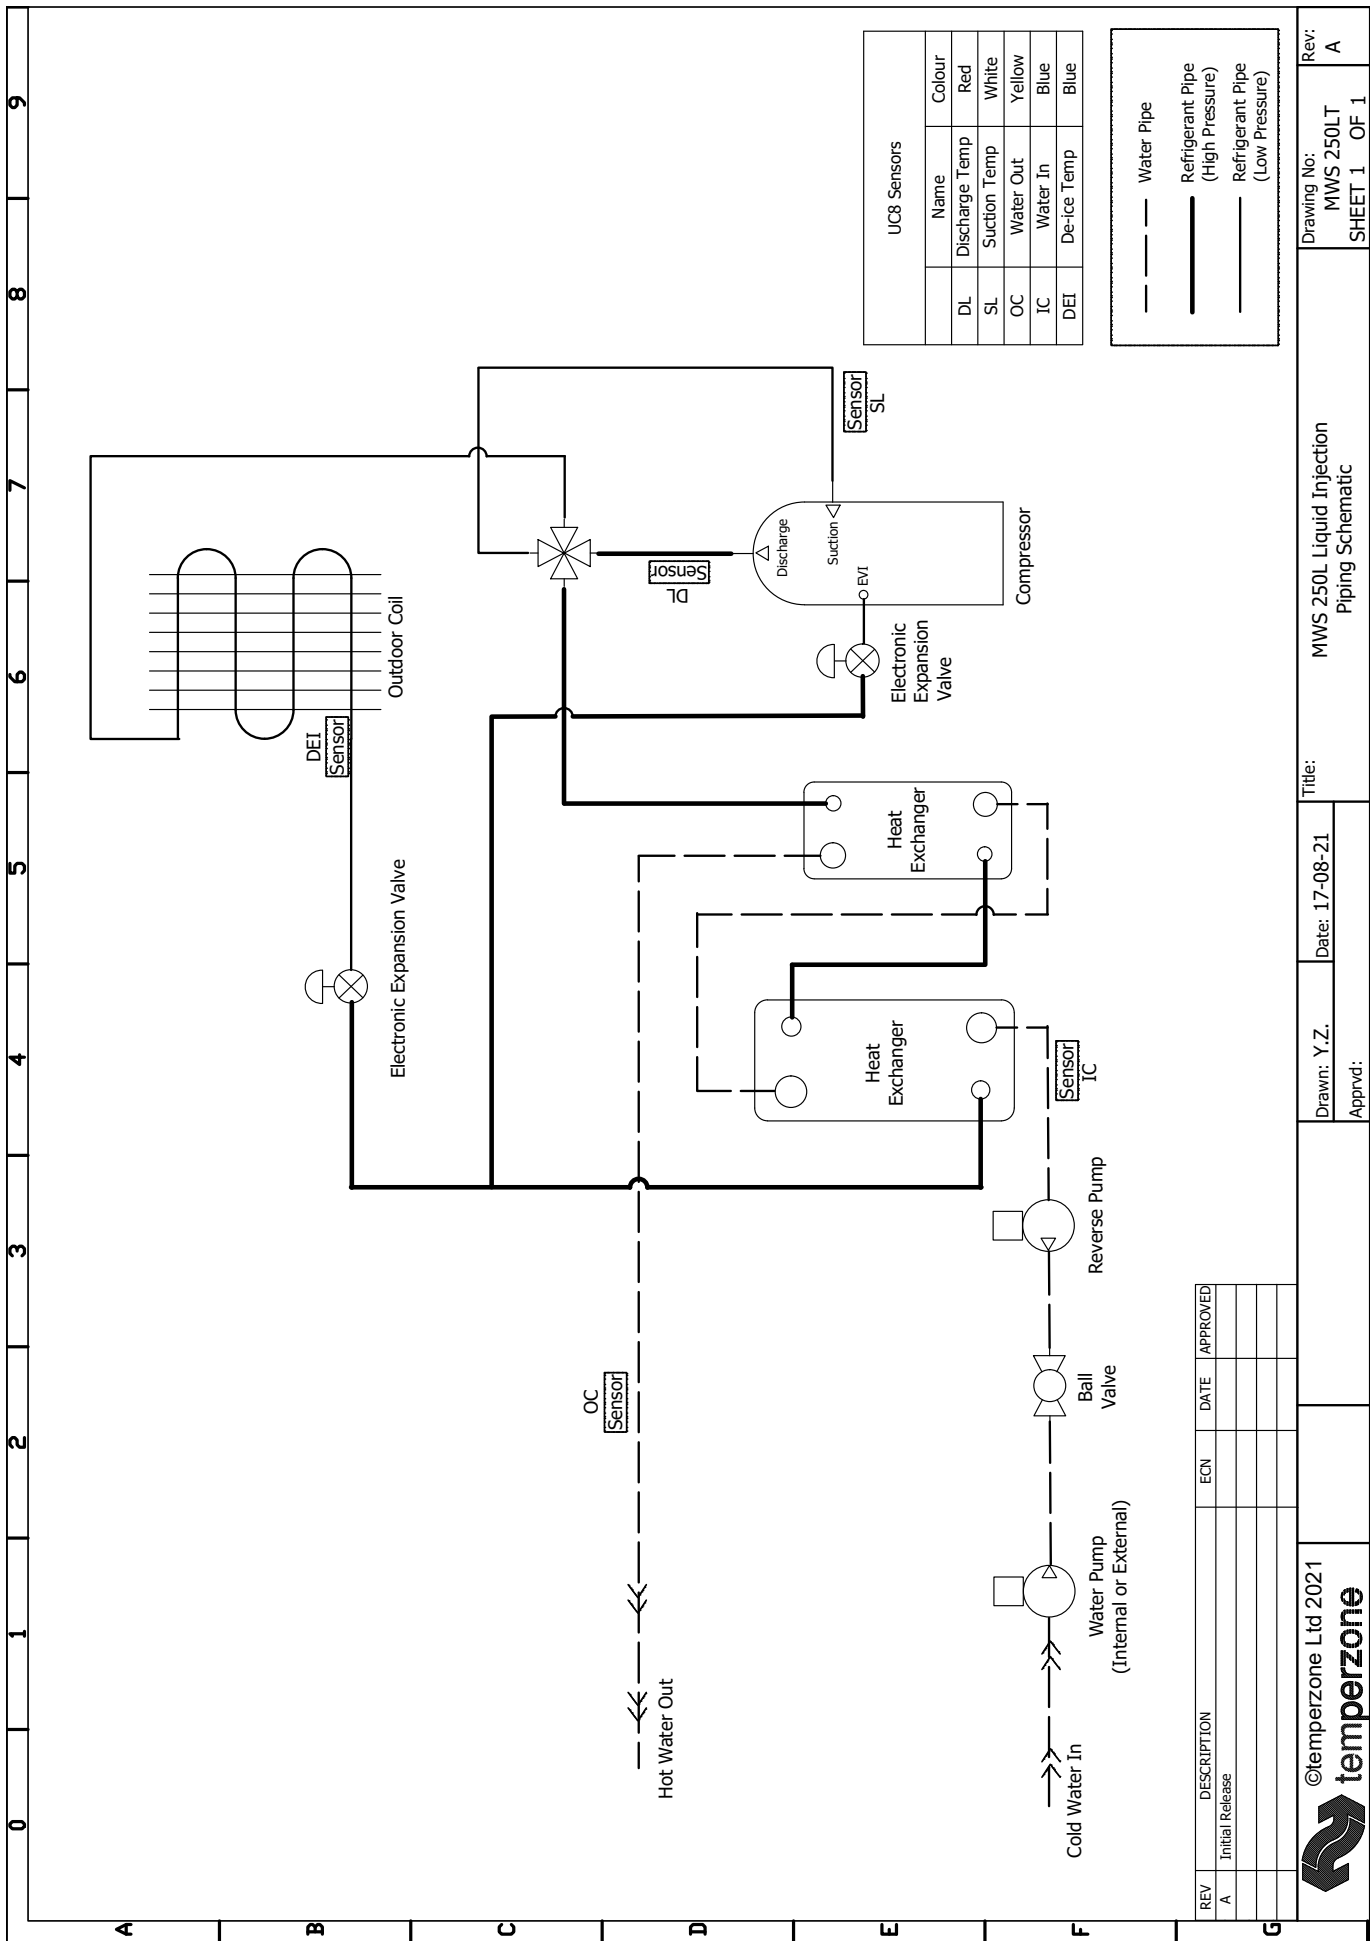 0 1 2 3 4 5 6 7 8 9
A
B
C
D
E
F
G
DEI
Sensor
Outdoor Coil
Electronic Expansion Valve
DL
Sensor
Discharge
Suction
EVI
Compressor
Sensor
SL
Electronic
Expansion
Valve
Heat
Exchanger
Heat
Exchanger
Sensor
IC
OC
Sensor
Hot Water Out
Cold Water In
Water Pump
(Internal or External)
Ball
Valve
Reverse Pump
UC8 Sensors
Name Colour
DL Discharge Temp Red
SL Suction Temp White
OC Water Out Yellow
IC Water In Blue
DEI De-ice Temp Blue
Water Pipe
Refrigerant Pipe
(High Pressure)
Refrigerant Pipe
(Low Pressure)
REV DESCRIPTION ECN DATE APPROVED
A Initial Release
©temperzone Ltd 2021
temperzone
Drawn: Y.Z.
Date: 17-08-21
Apprvd:
Title:
MWS 250L Liquid Injection
Piping Schematic
Drawing No:
MWS 250LT
SHEET 1 OF 1
Rev:
A